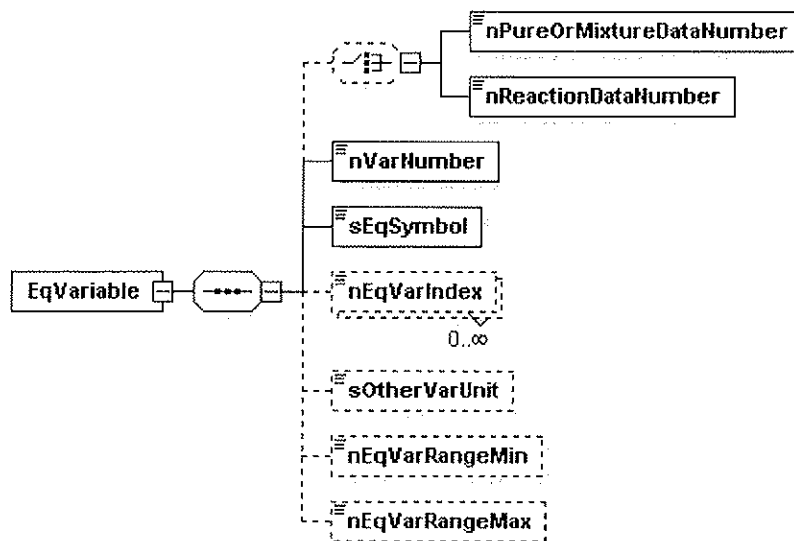 nPureOrMixtureDataNumber
nReactionDataNumber
nVarNumber
sEqSymbol
EqVariable
nEqVarIndex
0..∞
sOtherVarUnit
nEqVarRangeMin
nEqVarRangeMax